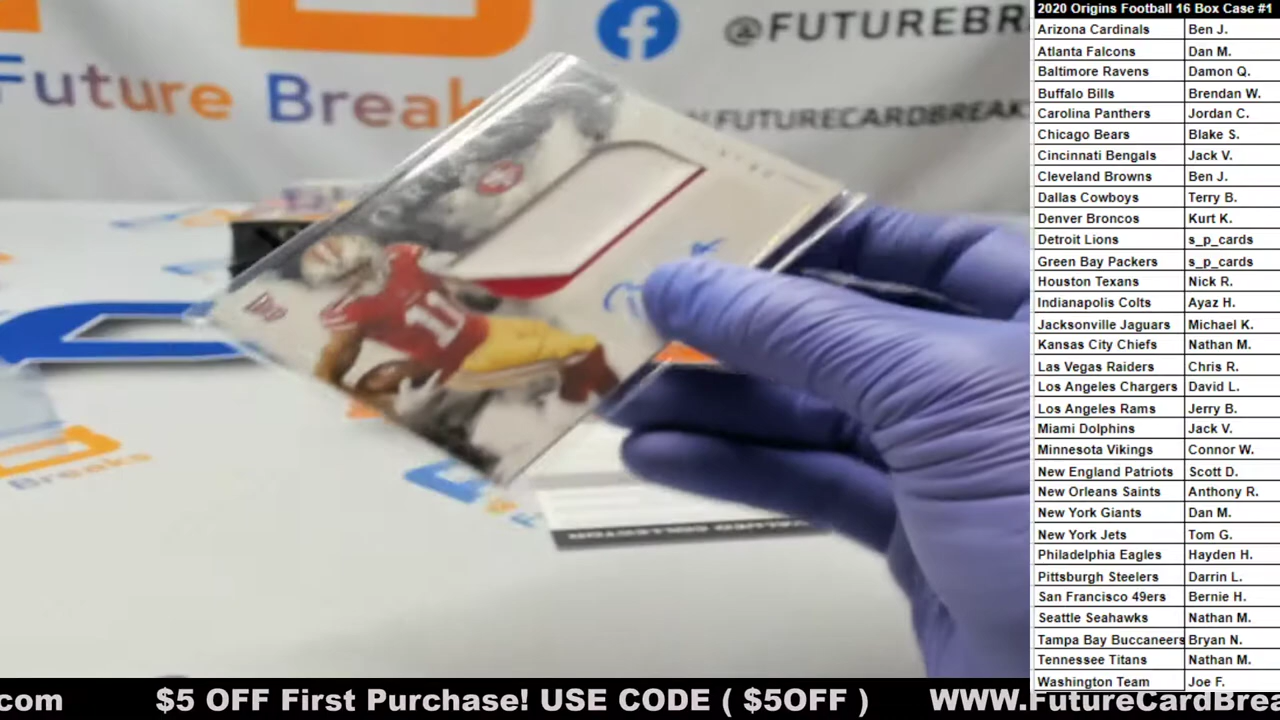 Future Breaks
@FUTUREBR
.FUTURECARDBREAK
Breaks
11
2020 Origins Football 16 Box Case #1
Arizona Cardinals Ben J.
Atlanta Falcons Dan M.
Baltimore Ravens Damon Q.
Buffalo Bills Brendan W.
Carolina Panthers Jordan C.
Chicago Bears Blake S.
Cincinnati Bengals Jack V.
Cleveland Browns Ben J.
Dallas Cowboys Terry B.
Denver Broncos Kurt K.
Detroit Lions s_p_cards
Green Bay Packers s_p_cards
Houston Texans Nick R.
Indianapolis Colts Ayaz H.
Jacksonville Jaguars Michael K.
Kansas City Chiefs Nathan M.
Las Vegas Raiders Chris R.
Los Angeles Chargers David L.
Los Angeles Rams Jerry B.
Miami Dolphins Jack V.
Minnesota Vikings Connor W.
New England Patriots Scott D.
New Orleans Saints Anthony R.
New York Giants Dan M.
New York Jets Tom G.
Philadelphia Eagles Hayden H.
Pittsburgh Steelers Darrin L.
San Francisco 49ers Bernie H.
Seattle Seahawks Nathan M.
Tampa Bay Buccaneers Bryan N.
Tennessee Titans Nathan M.
Washington Team Joe F.
.com $5 OFF First Purchase! USE CODE ( $5OFF ) WWW.FutureCardBrea